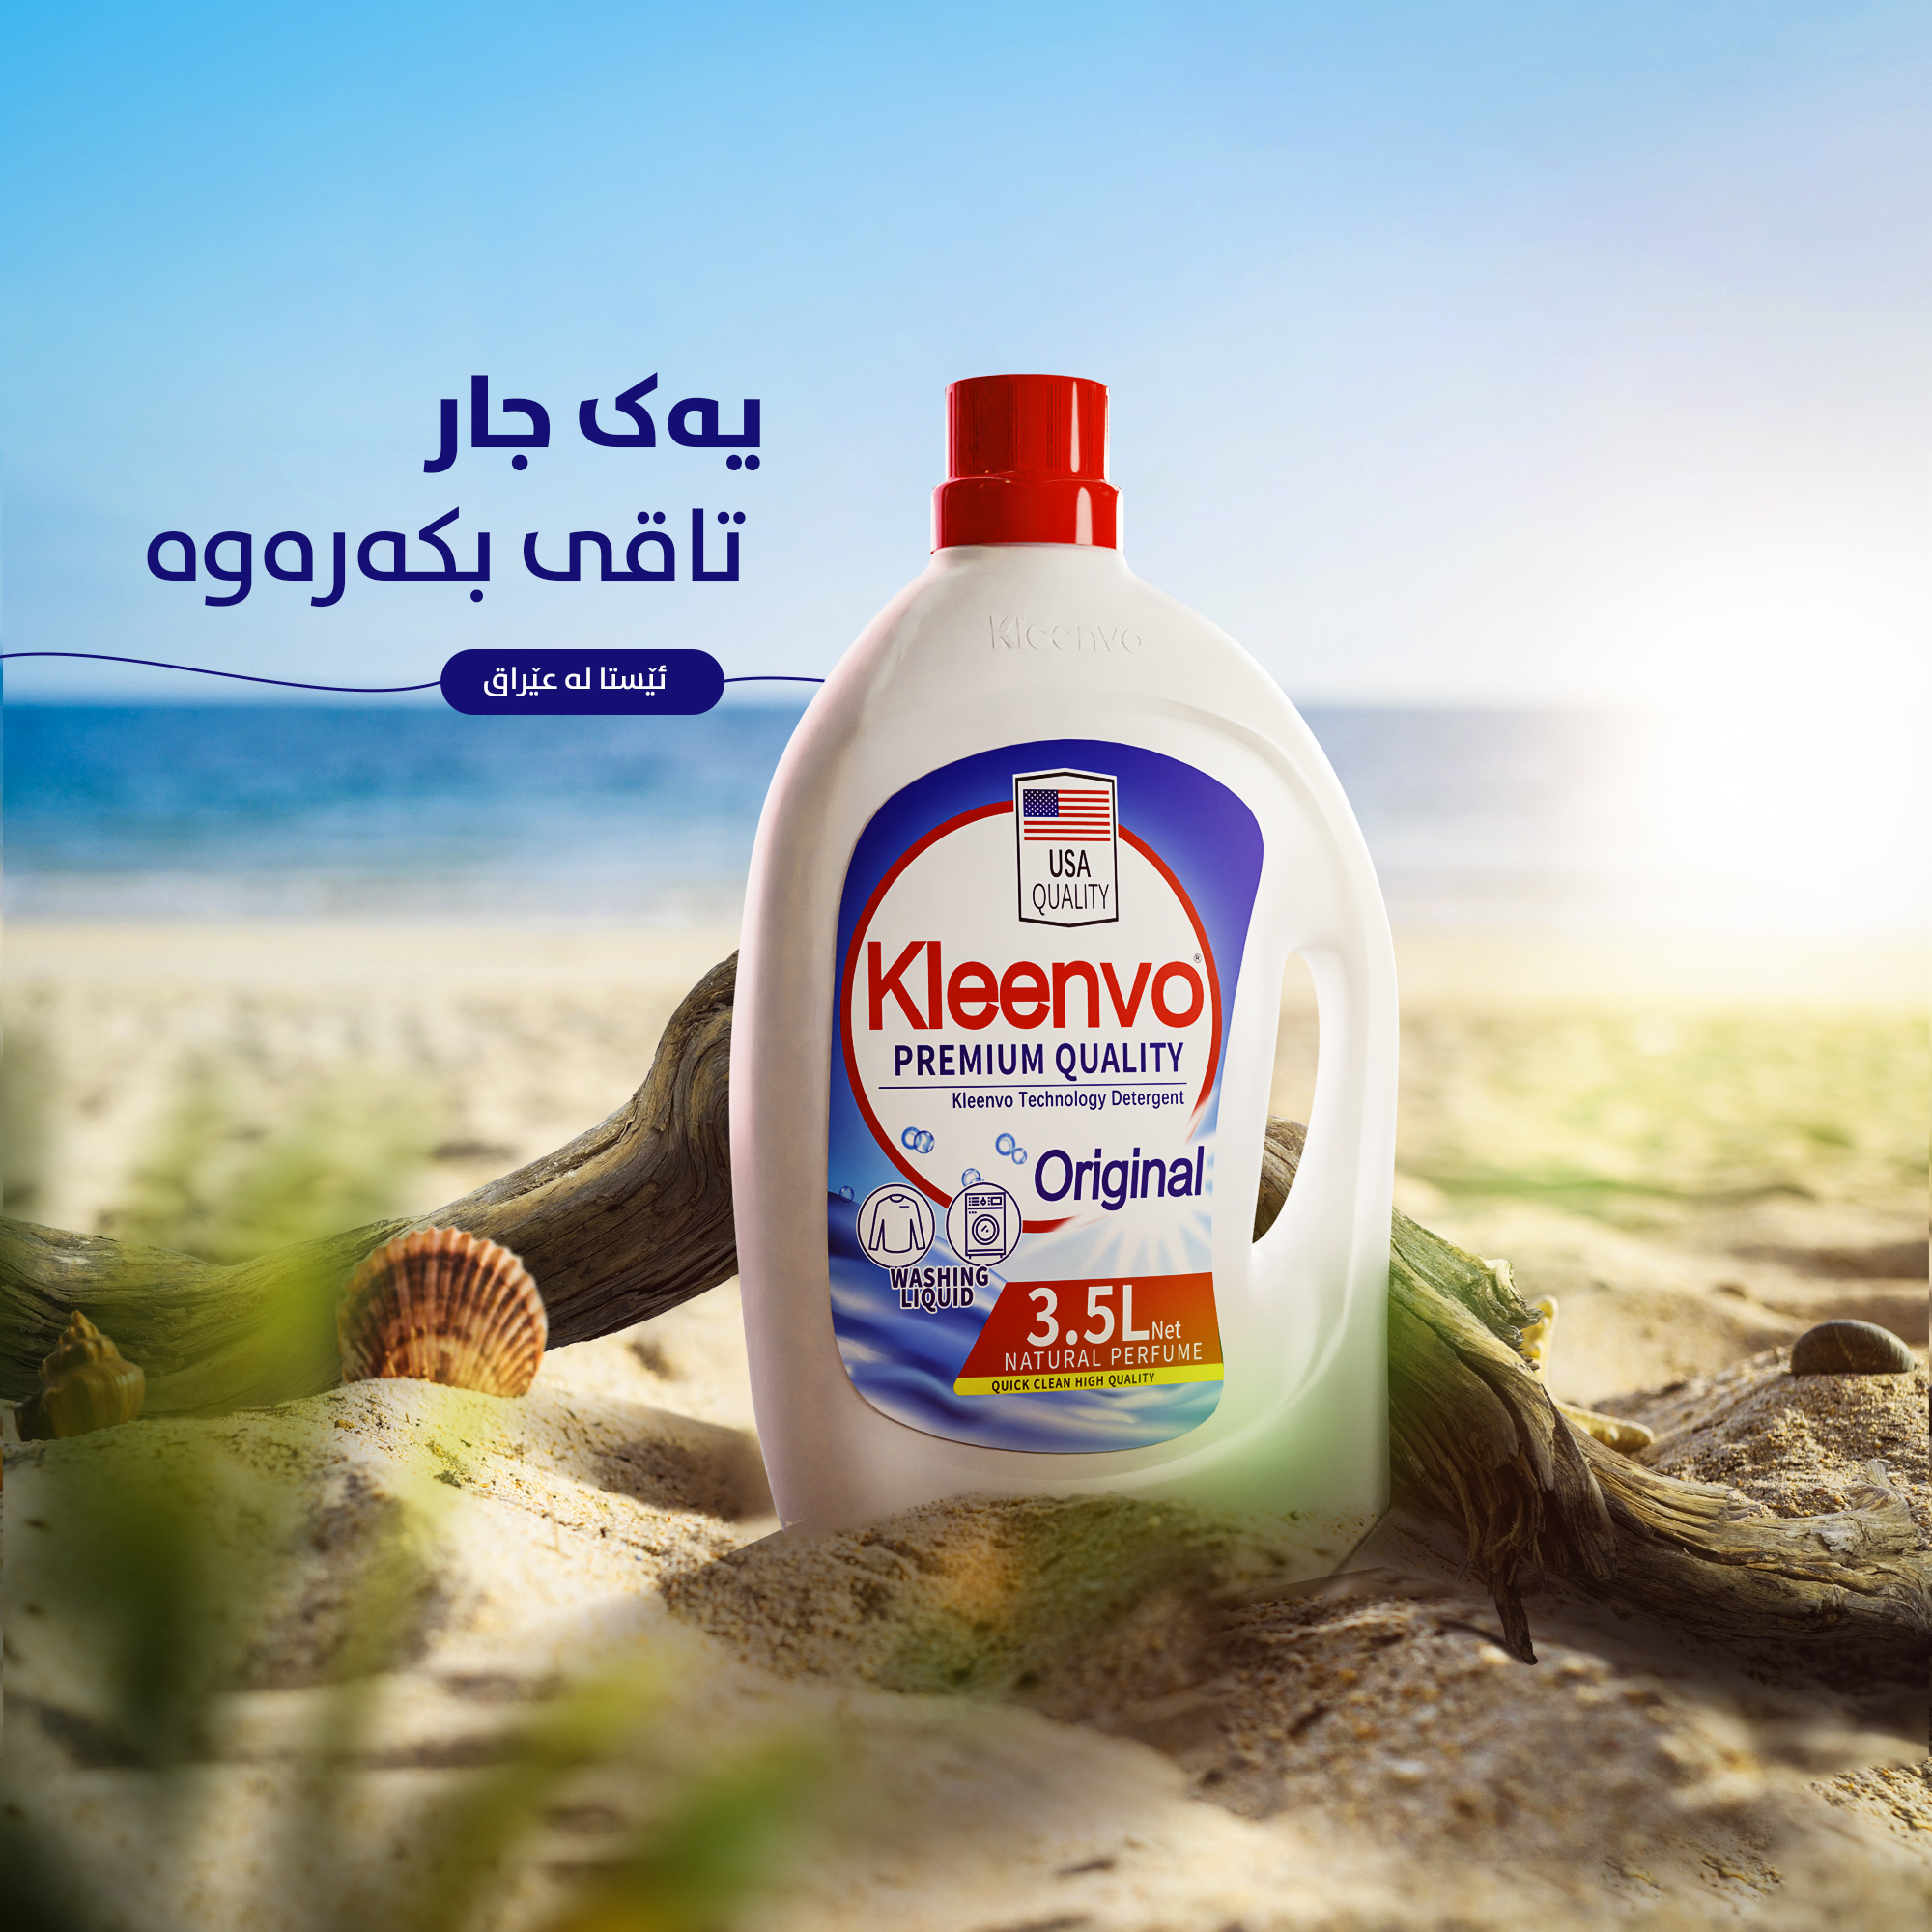 یەک جار
تاقی بکەرەوە
ئێستا لە عێراق
Kleenvo
USA
QUALITY
Kleenvo®
PREMIUM QUALITY
Kleenvo Technology Detergent
Original
WASHING
LIQUID
3.5L Net
NATURAL PERFUME
QUICK CLEAN HIGH QUALITY